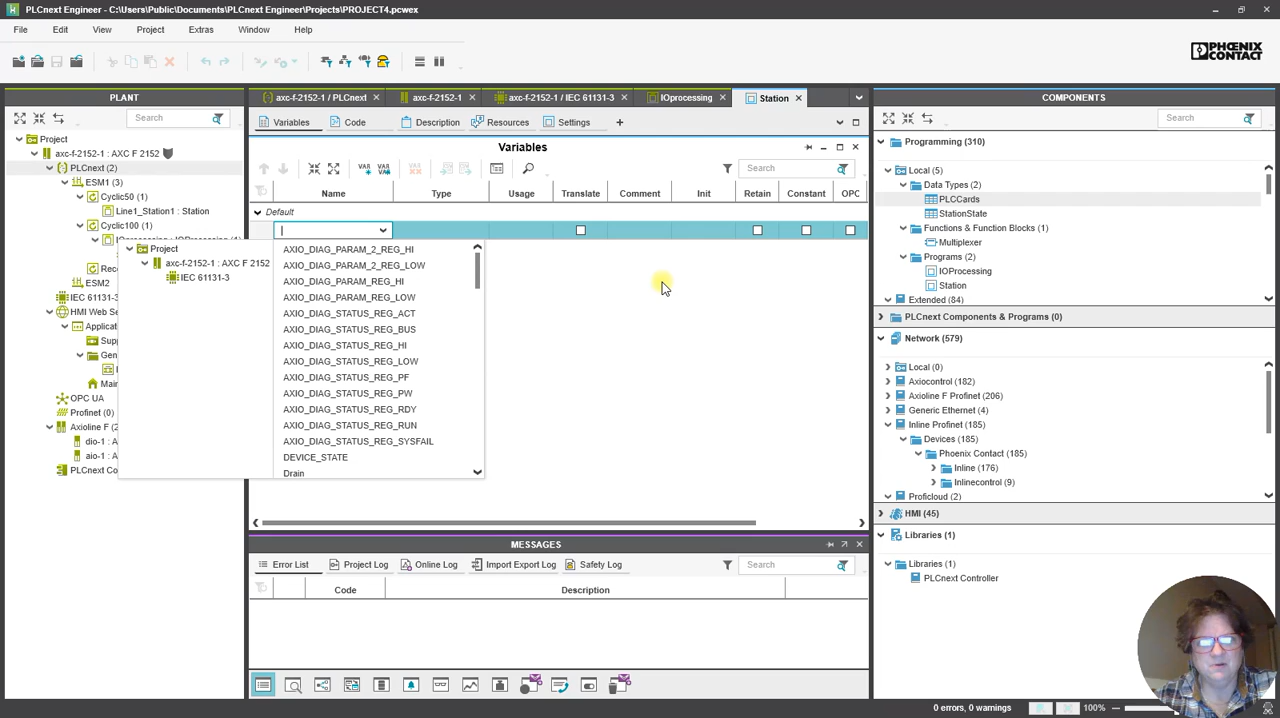 PLCnext Engineer - C:\Users\Public\Documents\PLCnext Engineer\Projects\PROJECT4.pcwex
File Edit View Project Extras Window Help
PHŒNIX CONTACT
PLANT
Search
Project
axc-f-2152-1 : AXC F 2152
PLCnext (2)
ESM1 (3)
Cyclic50 (1)
Line1_Station1 : Station
Cyclic100 (1)
IOprocessing : IOProcessing (1)
Rec
ESM2
IEC 61131-3
HMI Web Se
Applicat
Supp
Gen
Main
OPC UA
Profinet (0)
Axioline F (2)
dio-1 : A
aio-1 : A
PLCnext Co
axc-f-2152-1 / PLCnext axc-f-2152-1 axc-f-2152-1 / IEC 61131-3 IOprocessing Station
Variables Code Description Resources Settings
Variables
Search
Name Type Usage Translate Comment Init Retain Constant OPC
Default
Project
axc-f-2152-1 : AXC F 2152
IEC 61131-3
AXIO_DIAG_PARAM_2_REG_HI
AXIO_DIAG_PARAM_2_REG_LOW
AXIO_DIAG_PARAM_REG_HI
AXIO_DIAG_PARAM_REG_LOW
AXIO_DIAG_STATUS_REG_ACT
AXIO_DIAG_STATUS_REG_BUS
AXIO_DIAG_STATUS_REG_HI
AXIO_DIAG_STATUS_REG_LOW
AXIO_DIAG_STATUS_REG_PF
AXIO_DIAG_STATUS_REG_PW
AXIO_DIAG_STATUS_REG_RDY
AXIO_DIAG_STATUS_REG_RUN
AXIO_DIAG_STATUS_REG_SYSFAIL
DEVICE_STATE
Drain
MESSAGES
Error List Project Log Online Log Import Export Log Safety Log Search
Code Description
COMPONENTS
Search
Programming (310)
Local (5)
Data Types (2)
PLCCards
StationState
Functions & Function Blocks (1)
Multiplexer
Programs (2)
IOProcessing
Station
Extended (84)
PLCnext Components & Programs (0)
Network (579)
Local (0)
Axiocontrol (182)
Axioline F Profinet (206)
Generic Ethernet (4)
Inline Profinet (185)
Devices (185)
Phoenix Contact (185)
Inline (176)
Inlinecontrol (9)
Proficloud (2)
HMI (45)
Libraries (1)
Libraries (1)
PLCnext Controller
0 errors, 0 warnings 100%